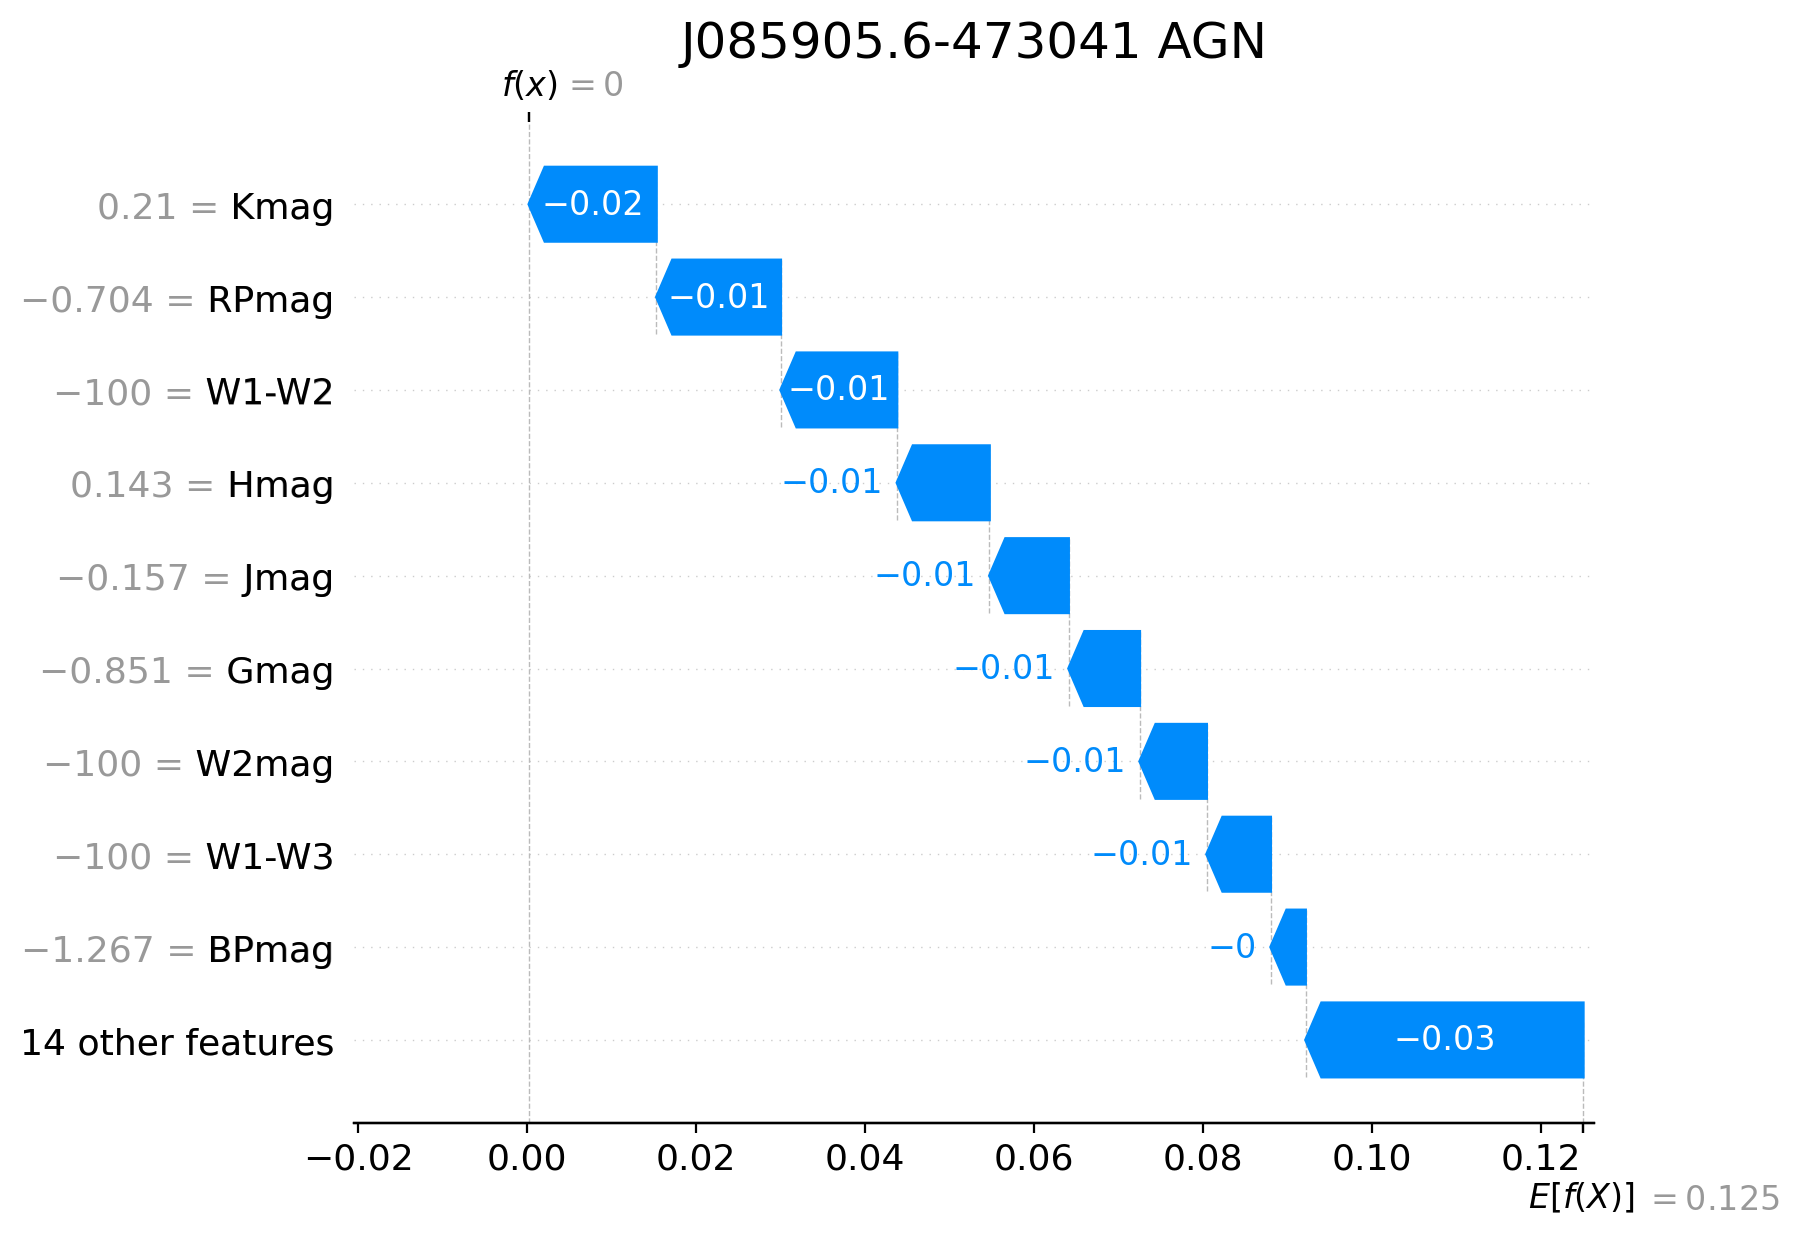 J085905.6-473041 AGN
f(x) = 0
0.21 = Kmag −0.02
−0.704 = RPmag −0.01
−100 = W1-W2 −0.01
0.143 = Hmag −0.01
−0.157 = Jmag −0.01
−0.851 = Gmag −0.01
−100 = W2mag −0.01
−100 = W1-W3 −0.01
−1.267 = BPmag −0
14 other features −0.03
−0.02 0.00 0.02 0.04 0.06 0.08 0.10 0.12
E[f(X)] = 0.125